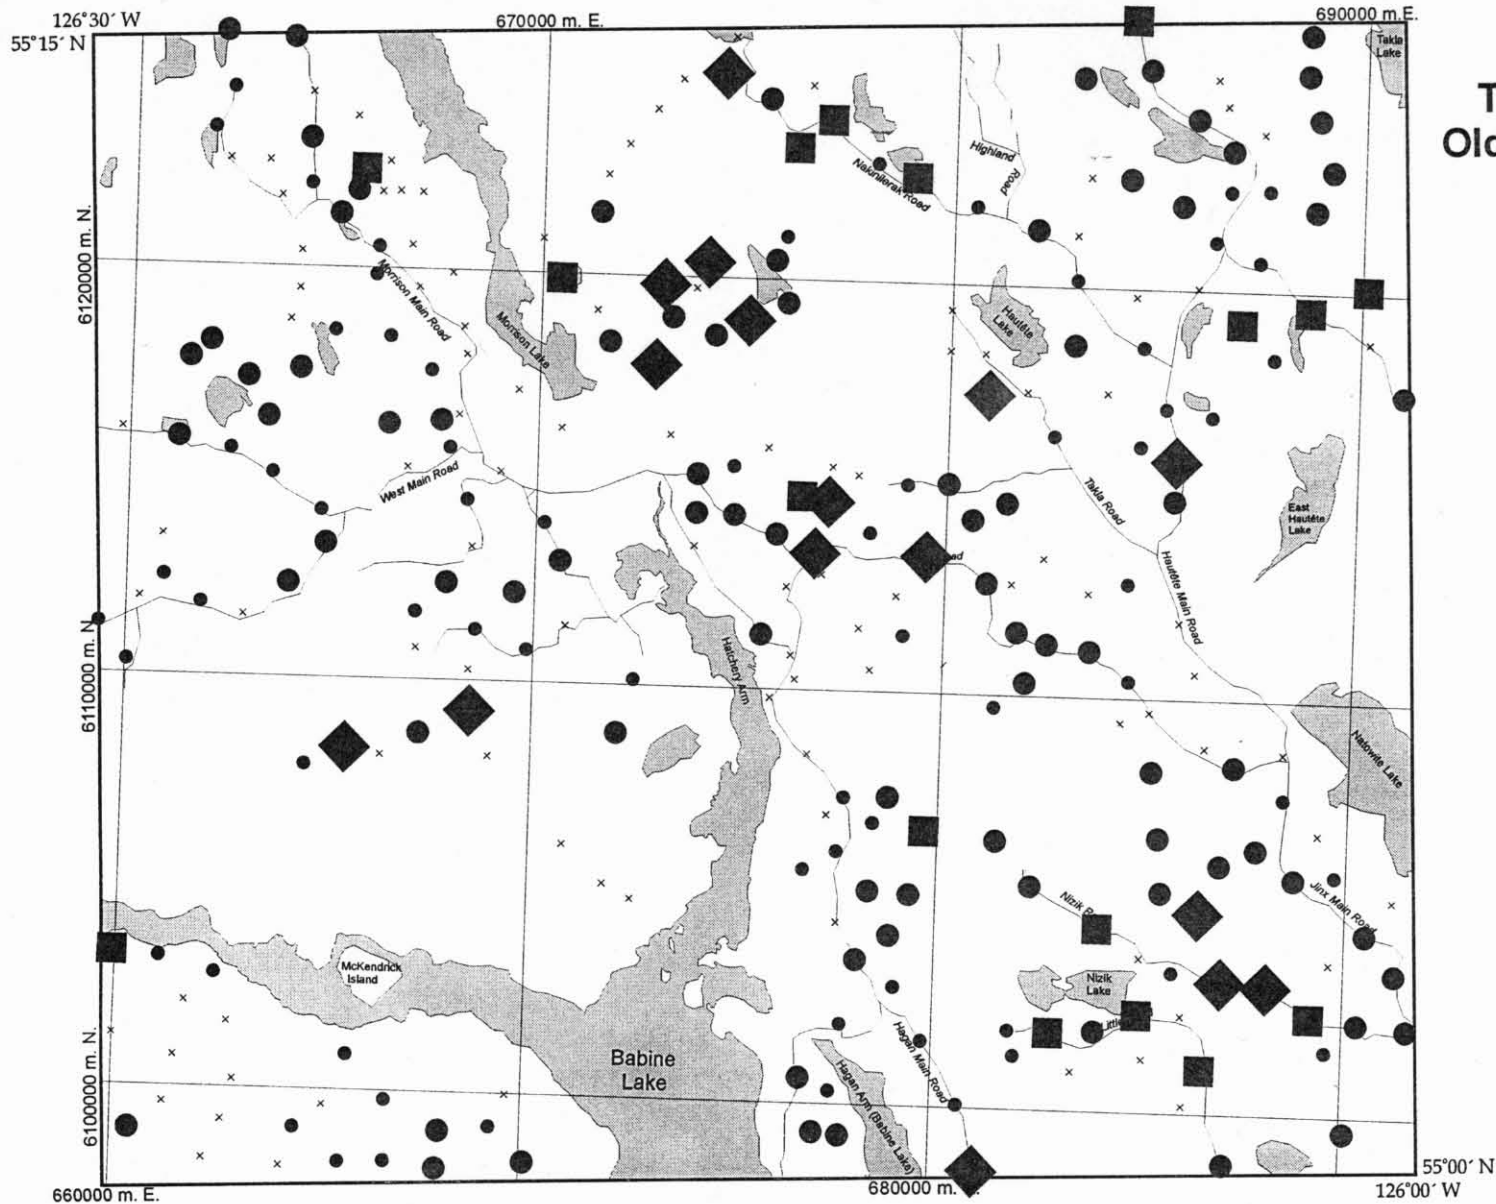 126°30´ W
670000 m. E.
690000 m.E.
55°15´ N
Takla
Lake
Highland
Road
Nakinilerak Road
6120000 m. N.
Morrison Main Road
Morrison Lake
Hautête
Lake
West Main Road
Takla Road
East
Hautête
Lake
Hautête Main Road
6110000 m. N.
Hatchery Arm
Natowite Lake
Jinx Main Road
Nizik
McKendrick
Island
Nizik
Lake
Little
6100000 m. N.
Babine
Lake
Hagan Main Road
Hagan Arm (Babine Lake)
660000 m. E.
680000 m.
55°00´ N
126°00´ W